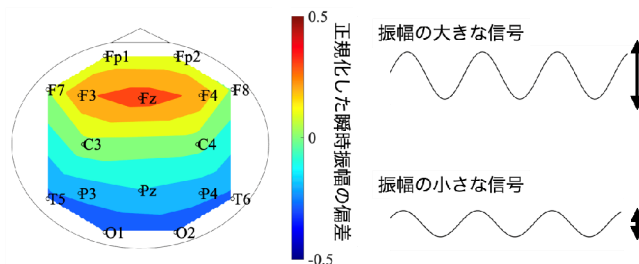 Fp1 Fp2
F7 F3 Fz F4 F8
C3 C4
T5 P3 Pz P4 T6
O1 O2
0.5
0
-0.5
正規化した瞬時振幅の偏差
振幅の大きな信号
振幅の小さな信号